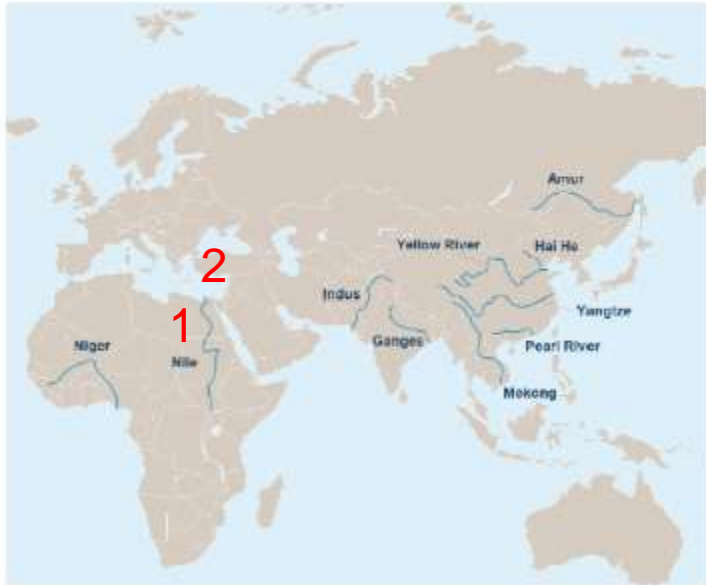 Amur
Yellow River
Hai He
2
Indus
Yangtze
1
Niger
Nile
Ganges
Pearl River
Mekong